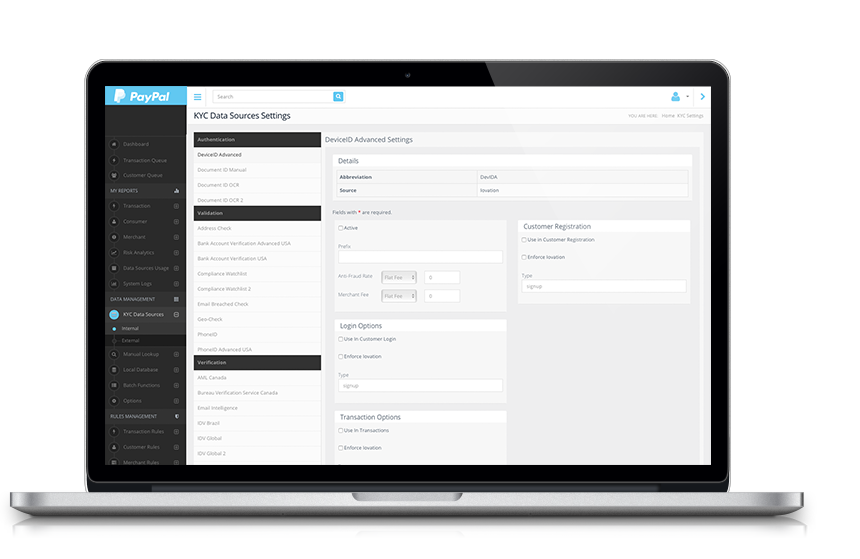 PayPal
Search
KYC Data Sources Settings
YOU ARE HERE: Home KYC Settings
Dashboard
Transaction Queue
Customer Queue
MY REPORTS
Transaction
Consumer
Merchant
Risk Analytics
Data Sources Usage
System Logs
DATA MANAGEMENT
KYC Data Sources
Internal
External
Manual Lookup
Local Database
Batch Functions
Options
RULES MANAGEMENT
Transaction Rules
Customer Rules
Merchant Rules
Authentication
DeviceID Advanced
Document ID Manual
Document ID OCR
Document ID OCR 2
Validation
Address Check
Bank Account Verification Advanced USA
Bank Account Verification USA
Compliance Watchlist
Compliance Watchlist 2
Email Breached Check
Geo-Check
PhoneID
PhoneID Advanced USA
Verification
AML Canada
Bureau Verification Service Canada
Email Intelligence
IDV Brazil
IDV Global
IDV Global 2
DeviceID Advanced Settings
Details
Abbreviation DevIDA
Source Iovation
Fields with * are required.
Active
Prefix
Anti-Fraud Rate Flat Fee 0
Merchant Fee Flat Fee 0
Login Options
Use in Customer Login
Enforce Iovation
Type
signup
Transaction Options
Use In Transactions
Enforce Iovation
Customer Registration
Use in Customer Registration
Enforce Iovation
Type
signup